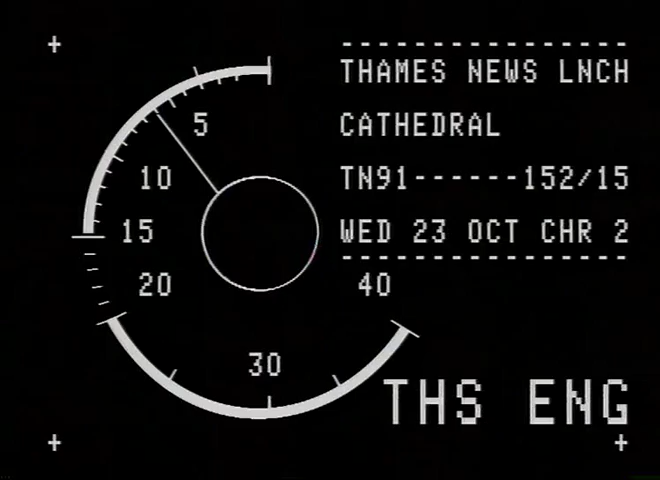 THAMES NEWS LNCH
CATHEDRAL
TN91------152/15
WED 23 OCT CHR 2
5
10
15
20
30
40
THS ENG